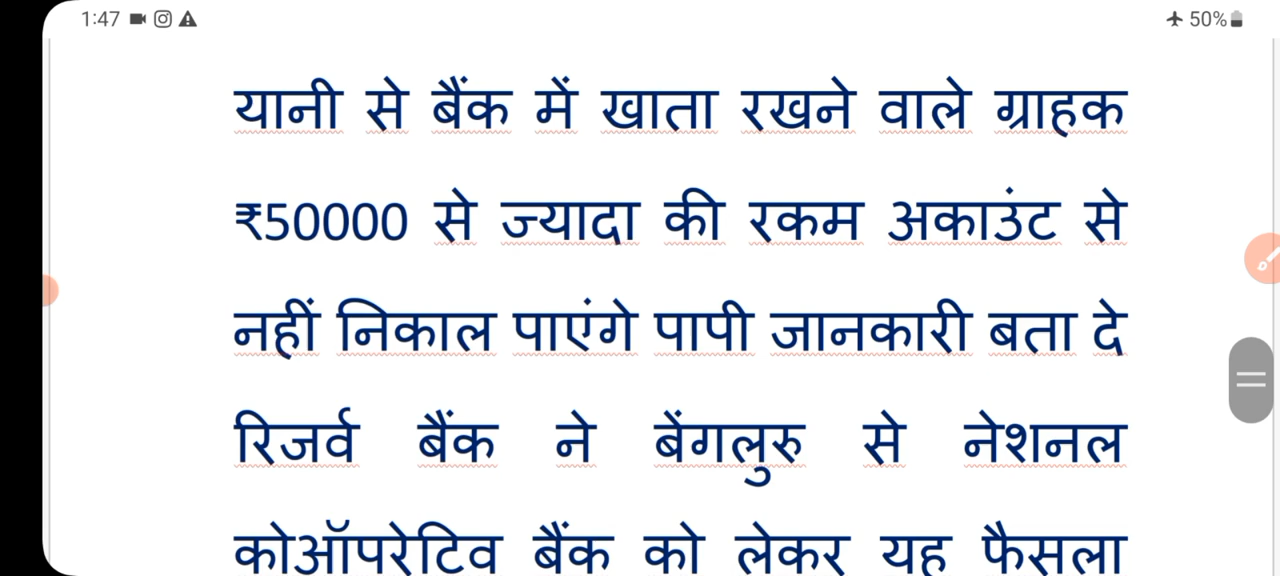 1:47
50%
यानी से बैंक में खाता रखने वाले ग्राहक
₹50000 से ज्यादा की रकम अकाउंट से
नहीं निकाल पाएंगे पापी जानकारी बता दे
रिजर्व बैंक ने बेंगलुरु से नेशनल
कोऑपरेटिव बैंक को लेकर यह फैसला